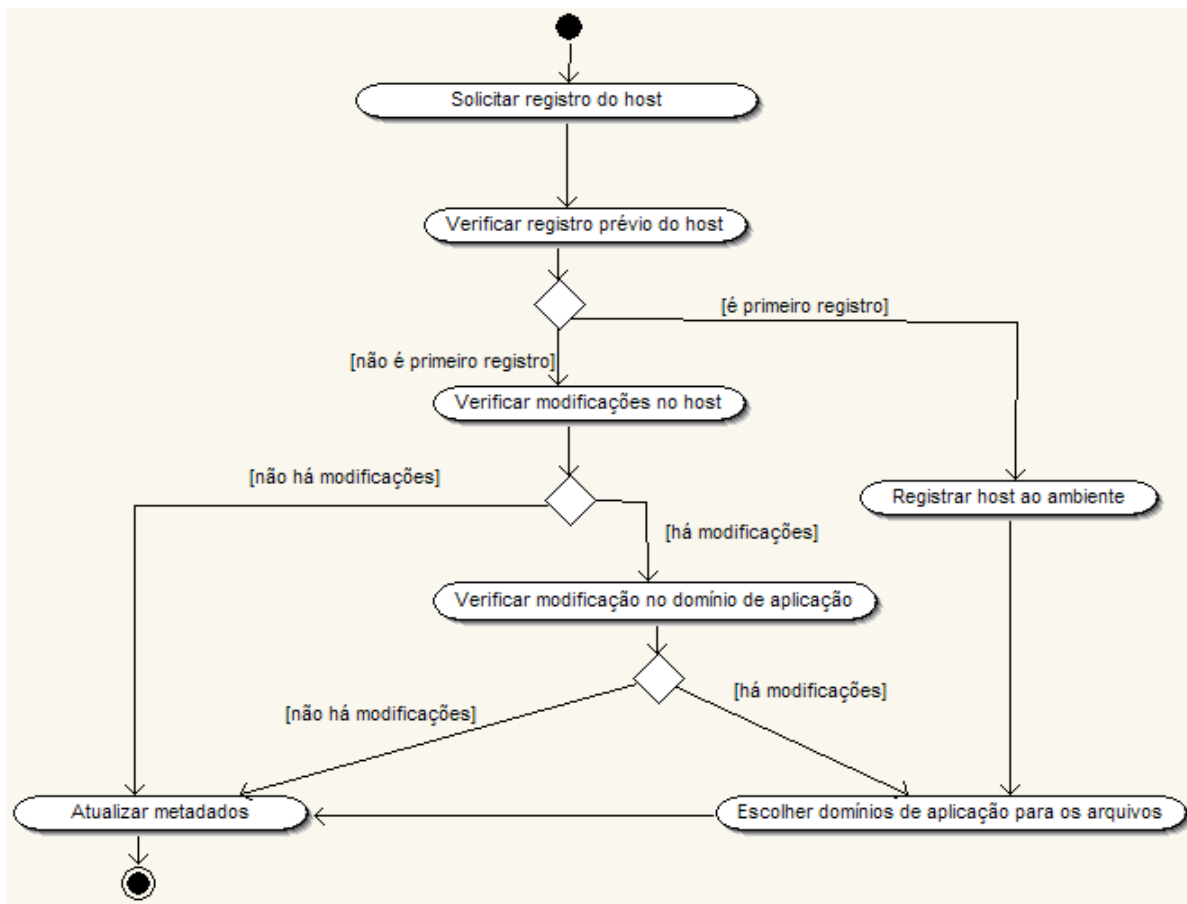 Solicitar registro do host
Verificar registro prévio do host
[é primeiro registro]
[não é primeiro registro]
Verificar modificações no host
[não há modificações]
Registrar host ao ambiente
[há modificações]
Verificar modificação no domínio de aplicação
[há modificações]
[não há modificações]
Atualizar metadados
Escolher domínios de aplicação para os arquivos